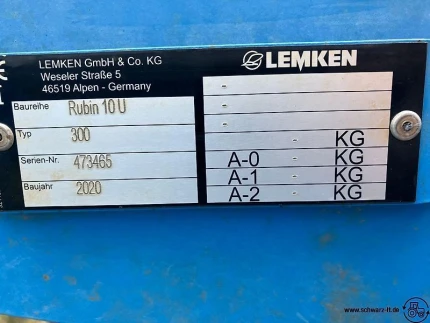 LEMKEN GmbH & Co. KG
Weseler Straße 5
46519 Alpen - Germany
LEMKEN
Baureihe Rubin 10 U
Typ 300
Serien-Nr. 473465
Baujahr 2020
-
-
-
- KG
A-0 - KG
A-1 - KG
A-2 - KG
www.schwarz-lt.de